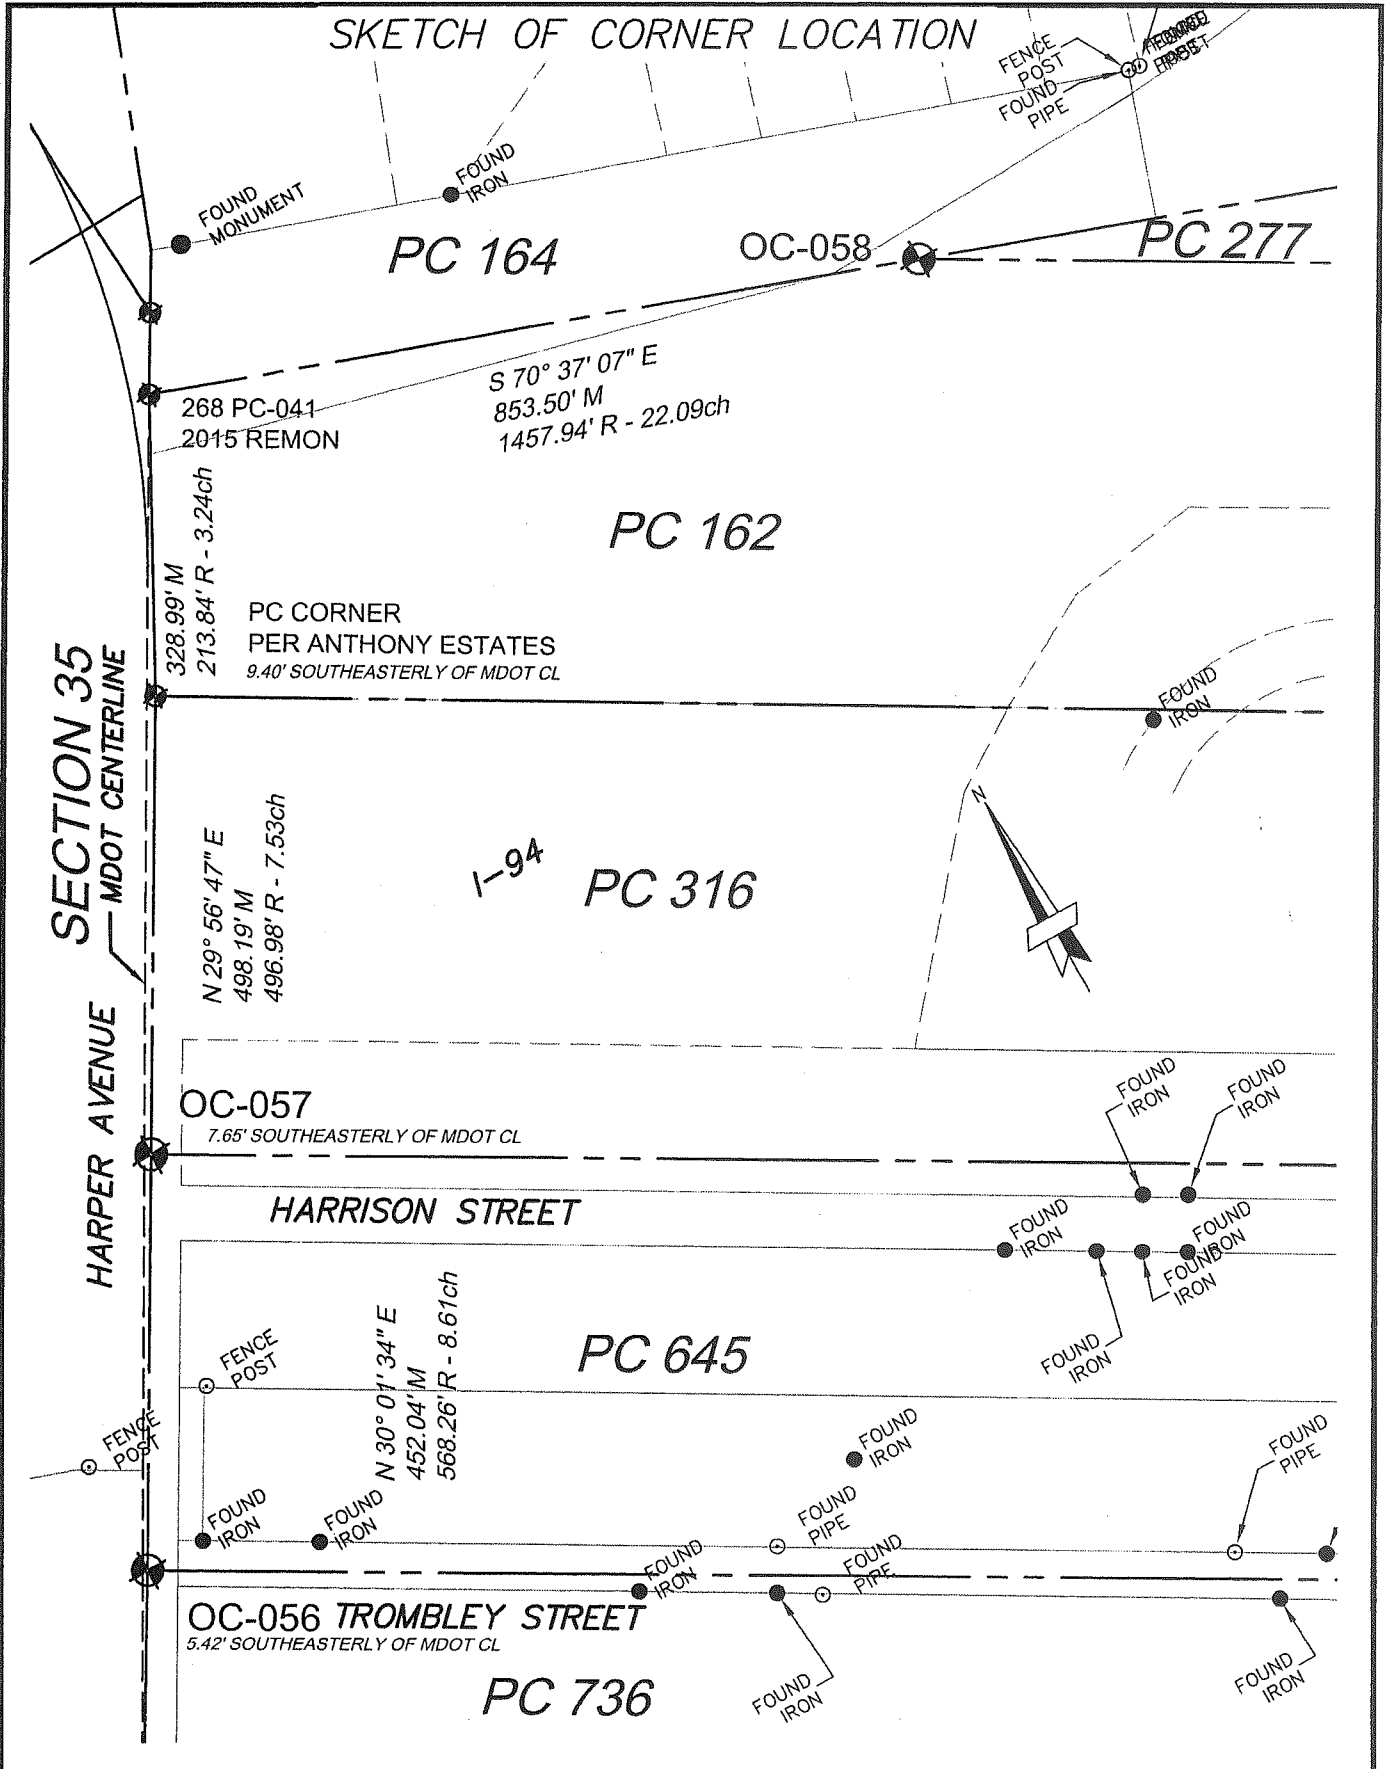 SKETCH OF CORNER LOCATION
FENCE
POST
FOUND
PIPE
FOUND
IRON
FOUND
MONUMENT
PC 164
OC-058
PC 277
S 70° 37' 07" E
853.50' M
1457.94' R - 22.09ch
268 PC-041
2015 REMON
328.99' M
213.84' R - 3.24ch
PC 162
PC CORNER
PER ANTHONY ESTATES
9.40' SOUTHEASTERLY OF MDOT CL
SECTION 35
MDOT CENTERLINE
FOUND
IRON
N
N 29° 56' 47" E
498.19' M
496.98' R - 7.53ch
I-94
PC 316
HARPER AVENUE
OC-057
7.65' SOUTHEASTERLY OF MDOT CL
FOUND
IRON
FOUND
IRON
HARRISON STREET
FOUND
IRON
FOUND
IRON
FOUND
IRON
FOUND
IRON
N 30° 01' 34" E
452.04' M
568.26' R - 8.61ch
PC 645
FENCE
POST
FENCE
POST
FOUND
IRON
FOUND
PIPE
FOUND
IRON
FOUND
IRON
FOUND
PIPE
FOUND
IRON
FOUND
PIPE
OC-056 TROMBLEY STREET
5.42' SOUTHEASTERLY OF MDOT CL
PC 736
FOUND
IRON
FOUND
IRON